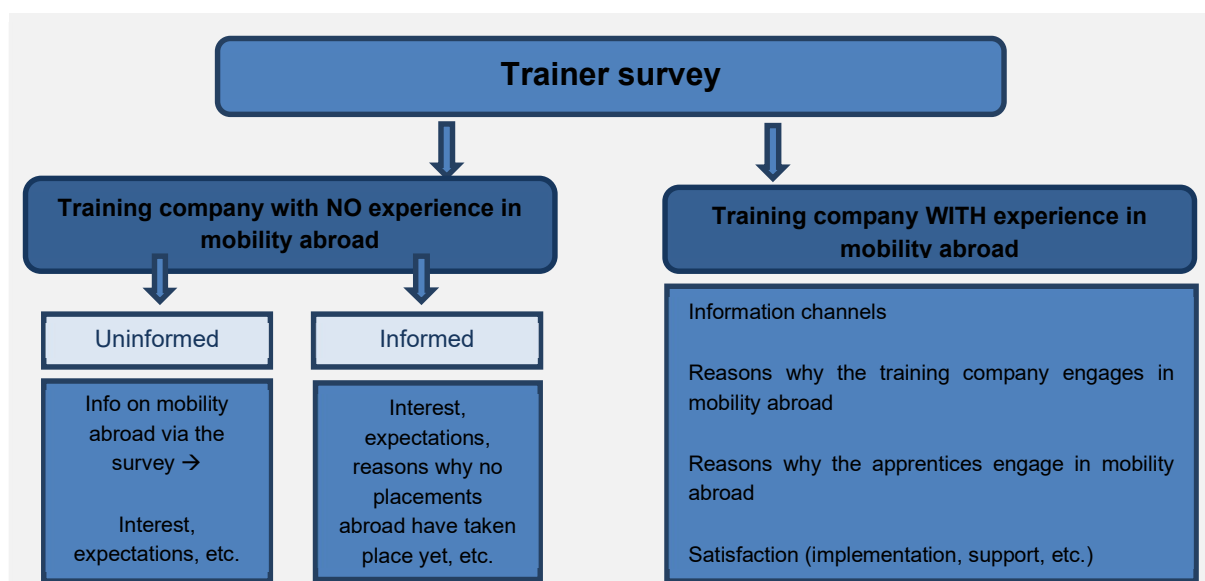 Trainer survey
Training company with NO experience in
mobility abroad
Uninformed
Info on mobility
abroad via the
survey →
Interest,
expectations, etc.
Informed
Interest,
expectations,
reasons why no
placements
abroad have taken
place yet, etc.
Training company WITH experience in
mobility abroad
Information channels
Reasons why the training company engages in
mobility abroad
Reasons why the apprentices engage in mobility
abroad
Satisfaction (implementation, support, etc.)